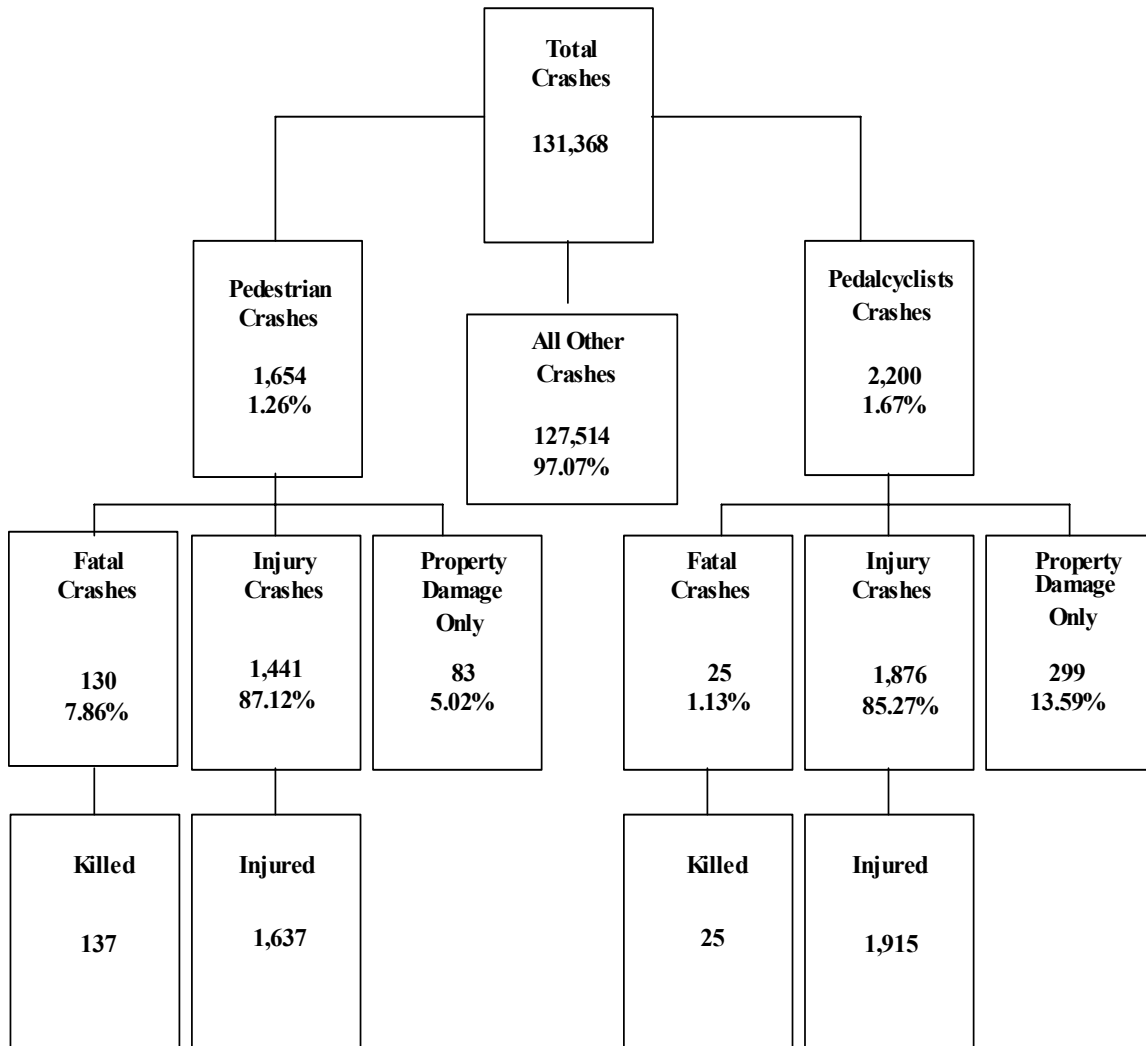 Total
Crashes
131,368
Pedestrian
Crashes
1,654
1.26%
All Other
Crashes
127,514
97.07%
Pedalcyclists
Crashes
2,200
1.67%
Fatal
Crashes
130
7.86%
Injury
Crashes
1,441
87.12%
Property
Damage
Only
83
5.02%
Fatal
Crashes
25
1.13%
Injury
Crashes
1,876
85.27%
Property
Damage
Only
299
13.59%
Killed
137
Injured
1,637
Killed
25
Injured
1,915